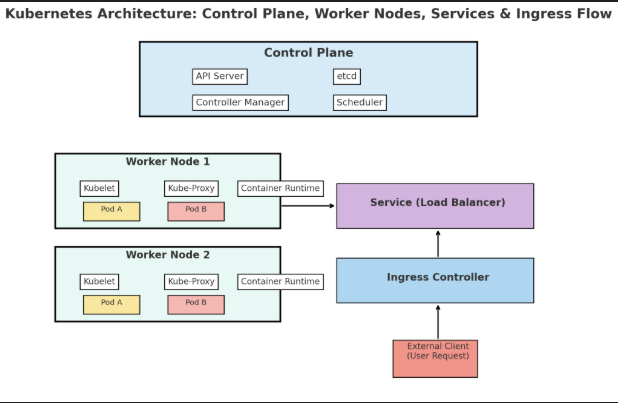 Kubernetes Architecture: Control Plane, Worker Nodes, Services & Ingress Flow
Control Plane
API Server
etcd
Controller Manager
Scheduler
Worker Node 1
Kubelet
Kube-Proxy
Container Runtime
Pod A
Pod B
Service (Load Balancer)
Worker Node 2
Kubelet
Kube-Proxy
Container Runtime
Pod A
Pod B
Ingress Controller
External Client
(User Request)